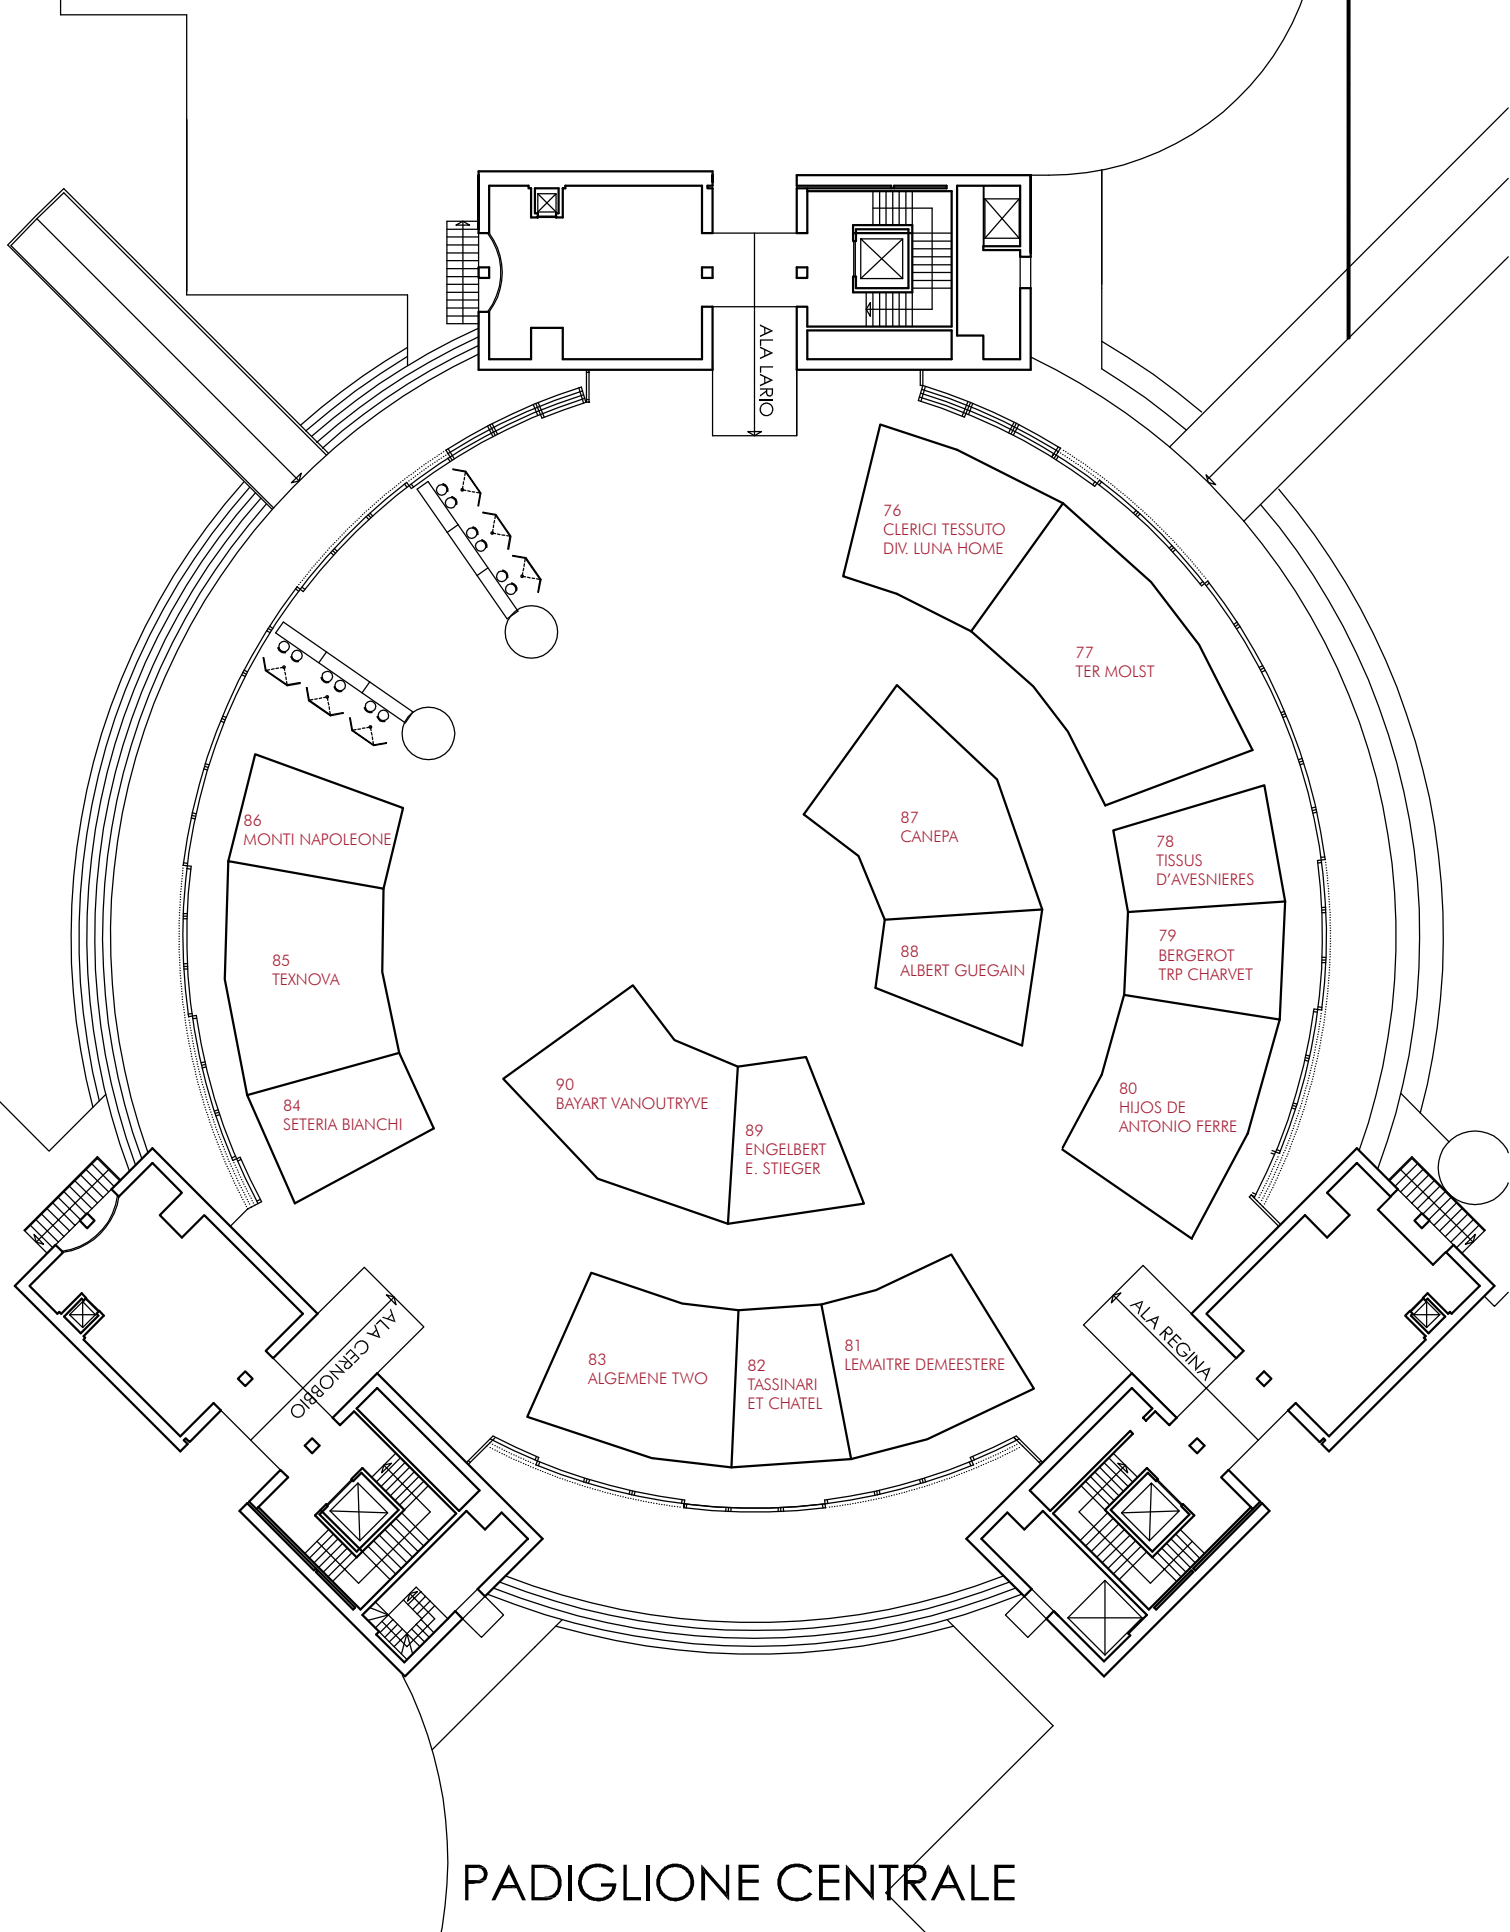 ALA LARIO
76
CLERICI TESSUTO
DIV. LUNA HOME
77
TER MOLST
87
CANEPA
86
MONTI NAPOLEONE
78
TISSUS
D'AVESNIERES
79
BERGEROT
TRP CHARVET
88
ALBERT GUEGAIN
85
TEXNOVA
90
BAYART VANOUTRYVE
80
HIJOS DE
ANTONIO FERRE
84
SETERIA BIANCHI
89
ENGELBERT
E. STIEGER
ALA CERNOBBIO
ALA REGINA
83
ALGEMENE TWO
82
TASSINARI
ET CHATEL
81
LEMAITRE DEMEESTERE
PADIGLIONE CENTRALE